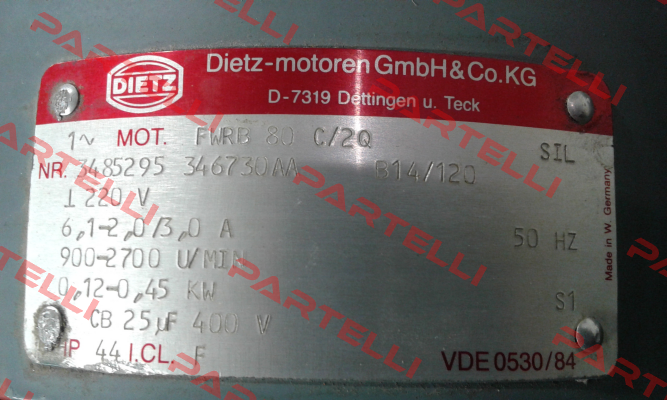 DIETZ
Dietz-motoren GmbH & Co. KG
D-7319 Dettingen u. Teck
1~ MOT. FWRB 80 C/2Q SIL
NR. 3485295 346730AA B14/120
⊥ 220 V
6,1-2,0/3,0 A 50 HZ
900-2700 U/MIN
0,12-0,45 KW S1
CB 25µF 400 V
IP 44 I.CL. F VDE 0530/84
Made in W. Germany
PARTELLI